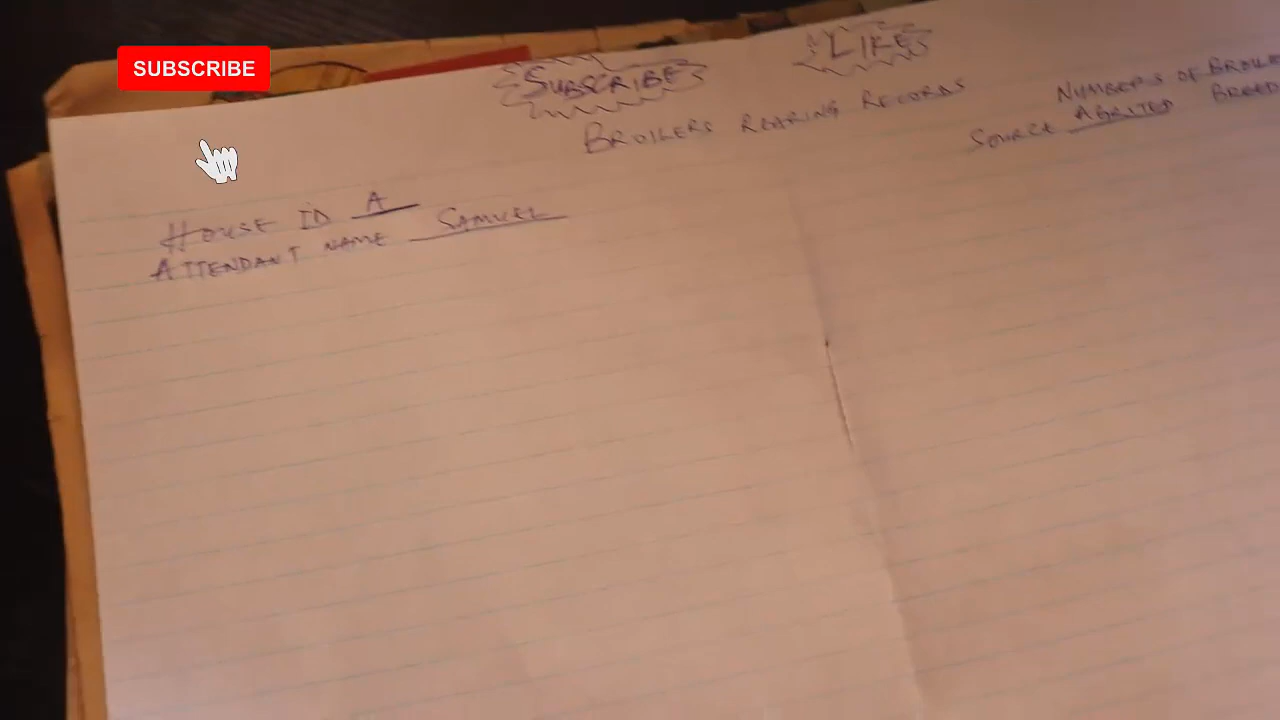 SUBSCRIBE
SUBSCRIBE LIKE
BROILERS REARING RECORDS
NUMBERS OF
SOURCE AGRITED
HOUSE ID A
ATTENDANT NAME SAMUEL